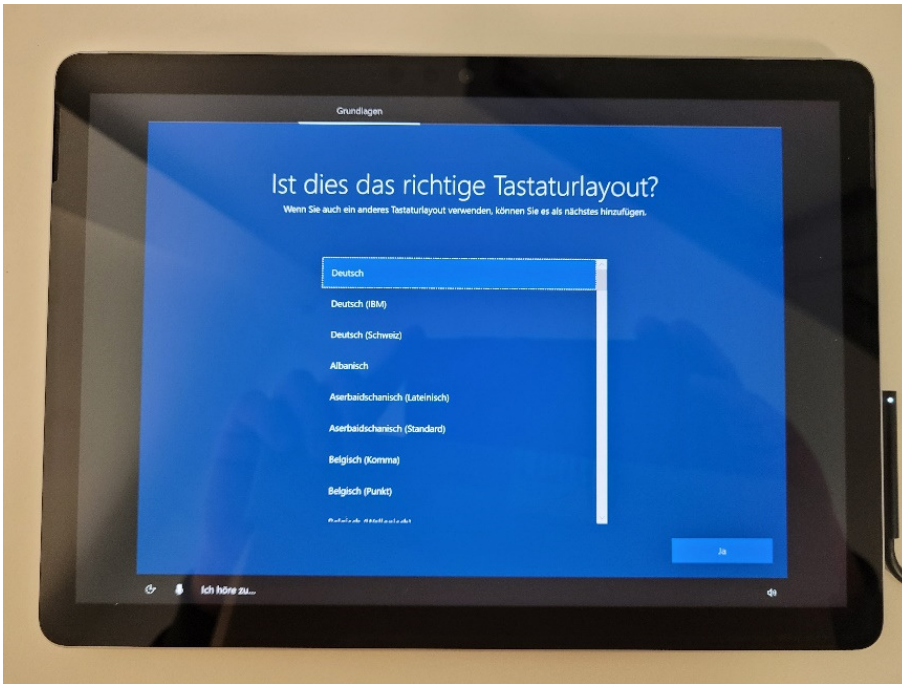 Grundlagen
Ist dies das richtige Tastaturlayout?
Wenn Sie auch ein anderes Tastaturlayout verwenden, können Sie es als nächstes hinzufügen.
Deutsch
Deutsch (IBM)
Deutsch (Schweiz)
Albanisch
Aserbaidschanisch (Lateinisch)
Aserbaidschanisch (Standard)
Belgisch (Komma)
Belgisch (Punkt)
Ja
Ich höre zu...